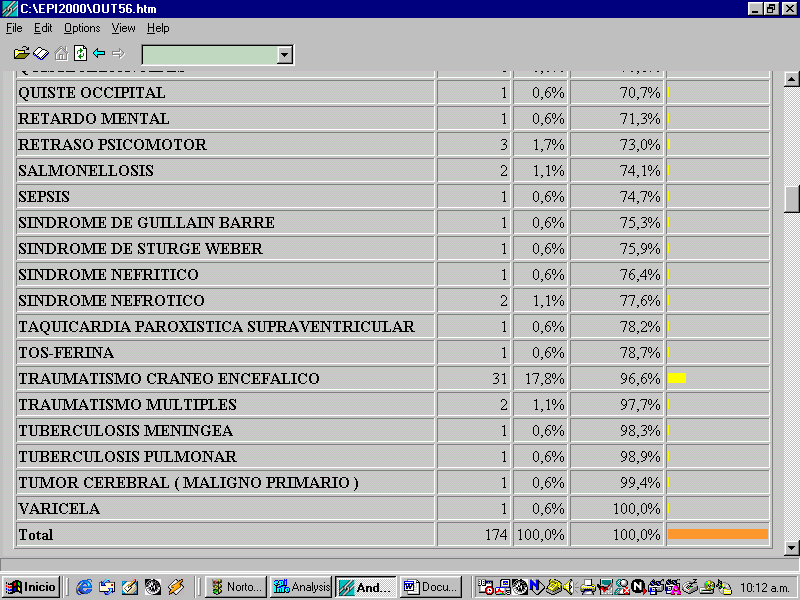 C:\EPI2000\OUT56.htm
File Edit Options View Help
QUISTE OCCIPITAL 1 0,6% 70,7%
RETARDO MENTAL 1 0,6% 71,3%
RETRASO PSICOMOTOR 3 1,7% 73,0%
SALMONELLOSIS 2 1,1% 74,1%
SEPSIS 1 0,6% 74,7%
SINDROME DE GUILLAIN BARRE 1 0,6% 75,3%
SINDROME DE STURGE WEBER 1 0,6% 75,9%
SINDROME NEFRITICO 1 0,6% 76,4%
SINDROME NEFROTICO 2 1,1% 77,6%
TAQUICARDIA PAROXISTICA SUPRAVENTRICULAR 1 0,6% 78,2%
TOS-FERINA 1 0,6% 78,7%
TRAUMATISMO CRANEO ENCEFALICO 31 17,8% 96,6%
TRAUMATISMO MULTIPLES 2 1,1% 97,7%
TUBERCULOSIS MENINGEA 1 0,6% 98,3%
TUBERCULOSIS PULMONAR 1 0,6% 98,9%
TUMOR CEREBRAL ( MALIGNO PRIMARIO ) 1 0,6% 99,4%
VARICELA 1 0,6% 100,0%
Total 174 100,0% 100,0%
Inicio Norto... Analysis And... Docu... 10:12 a.m.